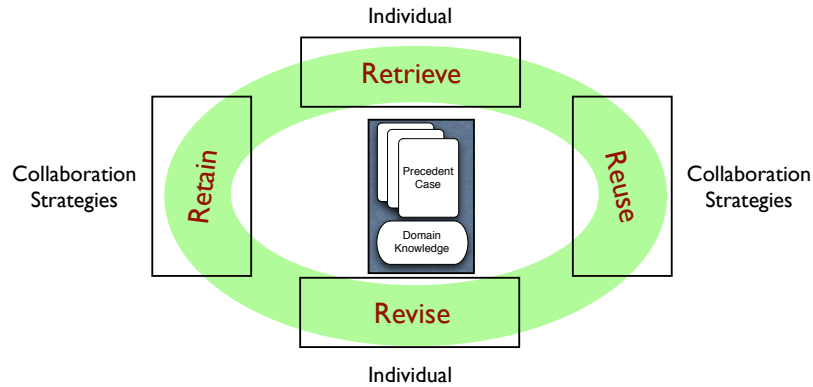 Individual
Retrieve
Collaboration
Strategies
Retain
Precedent
Case
Domain
Knowledge
Reuse
Collaboration
Strategies
Revise
Individual